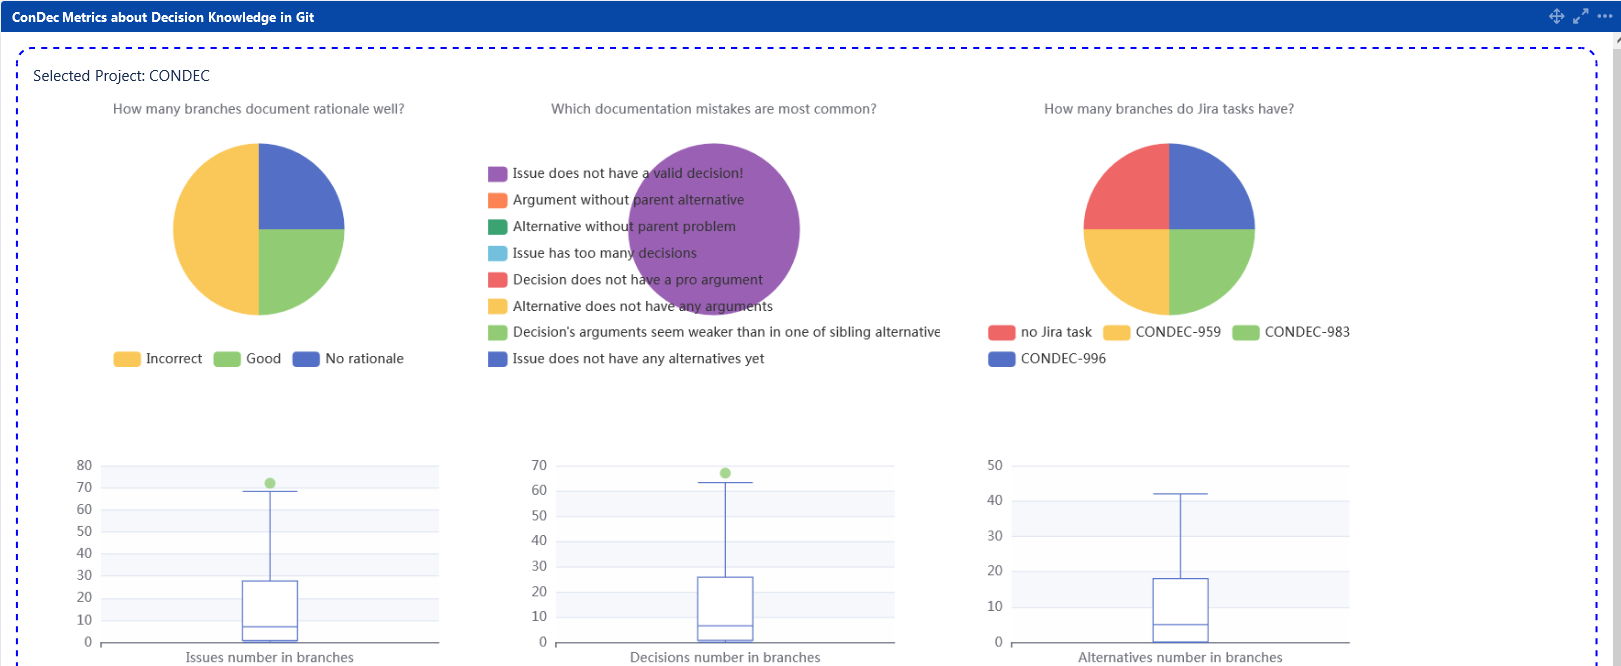 ConDec Metrics about Decision Knowledge in Git
Selected Project: CONDEC
How many branches document rationale well?
Incorrect
Good
No rationale
Which documentation mistakes are most common?
Issue does not have a valid decision!
Argument without parent alternative
Alternative without parent problem
Issue has too many decisions
Decision does not have a pro argument
Alternative does not have any arguments
Decision's arguments seem weaker than in one of sibling alternative
Issue does not have any alternatives yet
How many branches do Jira tasks have?
no Jira task
CONDEC-959
CONDEC-983
CONDEC-996
80
70
60
50
40
30
20
10
0
Issues number in branches
70
60
50
40
30
20
10
0
Decisions number in branches
50
40
30
20
10
0
Alternatives number in branches